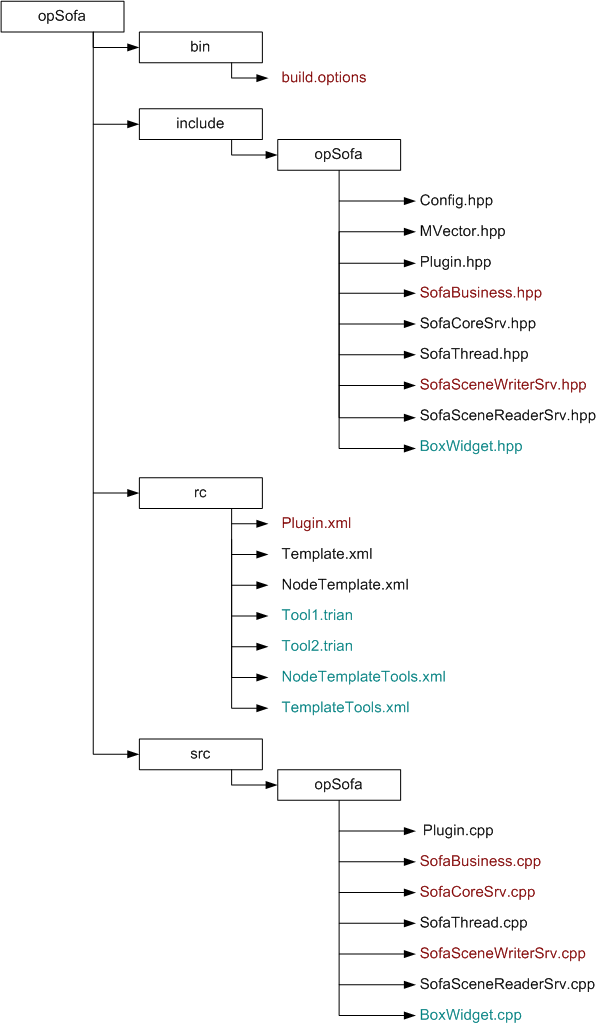 opSofa
bin
build.options
include
opSofa
Config.hpp
MVector.hpp
Plugin.hpp
SofaBusiness.hpp
SofaCoreSrv.hpp
SofaThread.hpp
SofaSceneWriterSrv.hpp
SofaSceneReaderSrv.hpp
BoxWidget.hpp
rc
Plugin.xml
Template.xml
NodeTemplate.xml
Tool1.trian
Tool2.trian
NodeTemplateTools.xml
TemplateTools.xml
src
opSofa
Plugin.cpp
SofaBusiness.cpp
SofaCoreSrv.cpp
SofaThread.cpp
SofaSceneWriterSrv.cpp
SofaSceneReaderSrv.cpp
BoxWidget.cpp